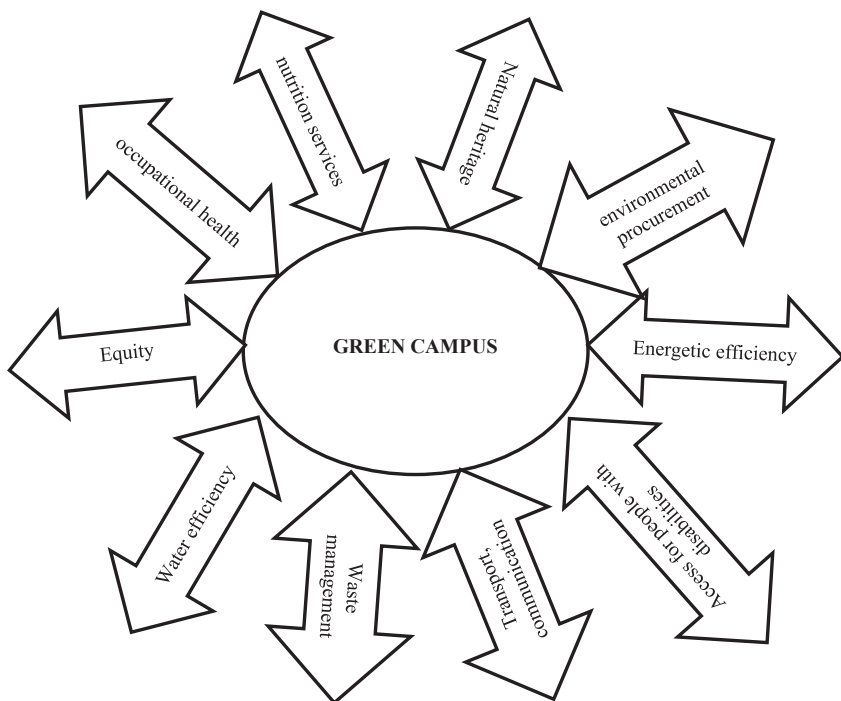 nutrition services
Natural heritage
occupational health
environmental
procurement
Equity
GREEN CAMPUS
Energetic efficiency
Water efficiency
Waste
management
Transport,
communication
Access for people with
disabilities